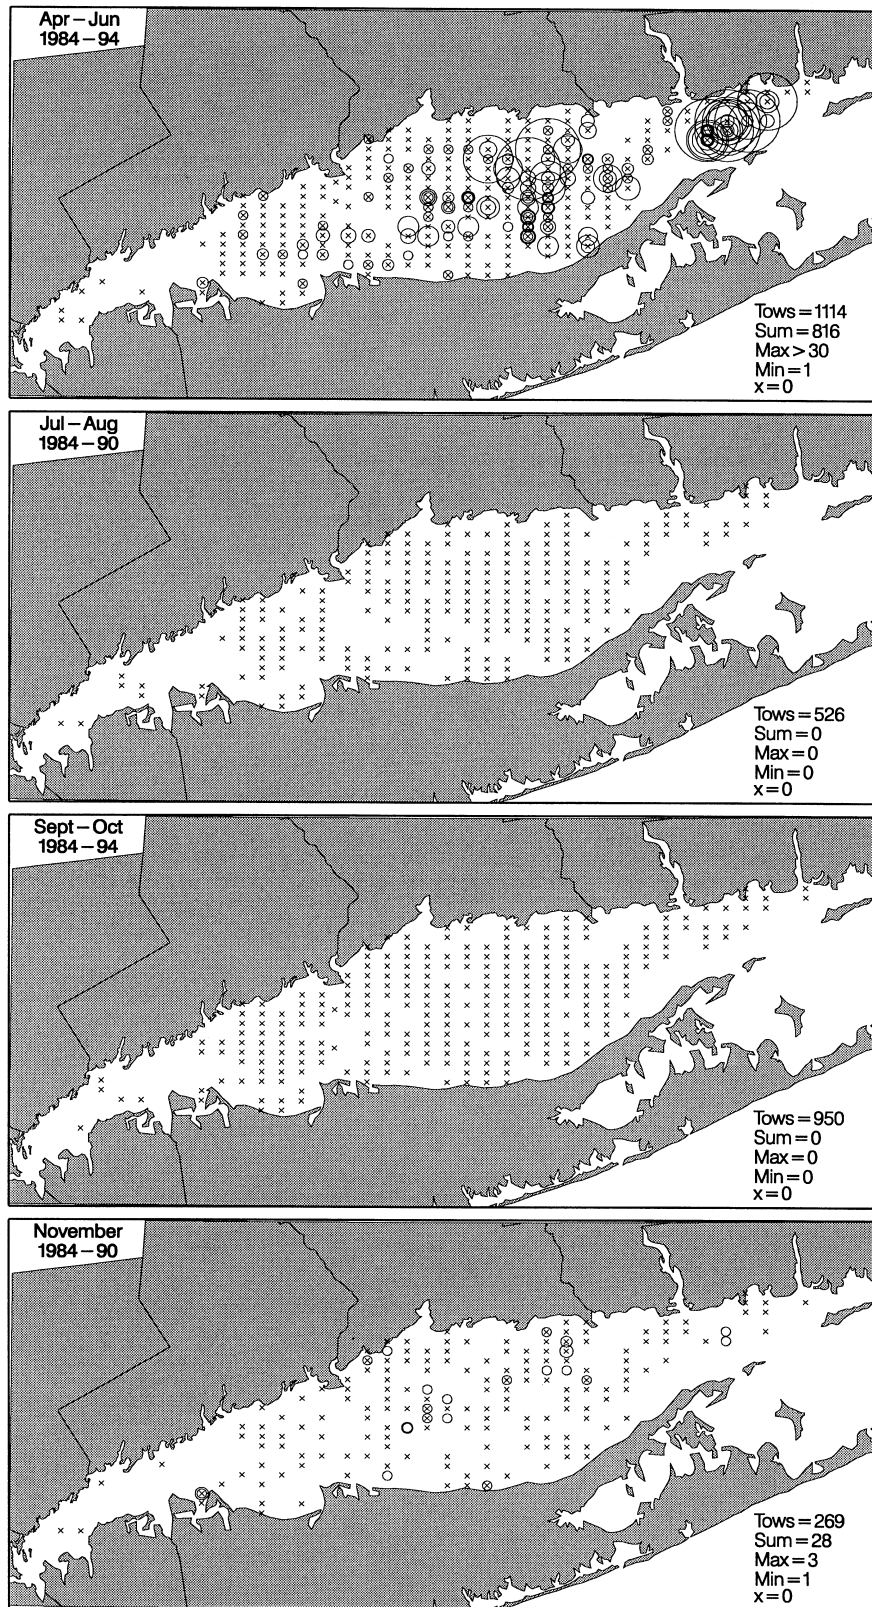 Apr–Jun
1984–94
Tows=1114
Sum=816
Max>30
Min=1
x=0
Jul–Aug
1984–90
Tows=526
Sum=0
Max=0
Min=0
x=0
Sept–Oct
1984–94
Tows=950
Sum=0
Max=0
Min=0
x=0
November
1984–90
Tows=269
Sum=28
Max=3
Min=1
x=0